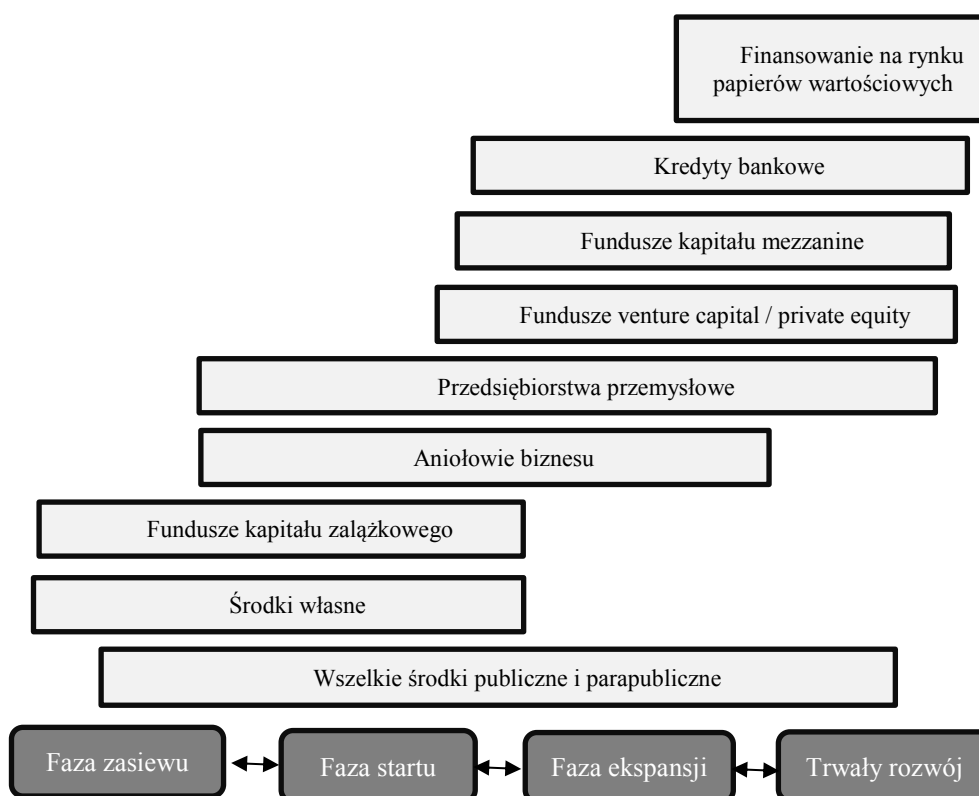 Finansowanie na rynku
papierów wartościowych
Kredyty bankowe
Fundusze kapitału mezzanine
Fundusze venture capital / private equity
Przedsiębiorstwa przemysłowe
Aniołowie biznesu
Fundusze kapitału zalążkowego
Środki własne
Wszelkie środki publiczne i parapubliczne
Faza zasiewu
Faza startu
Faza ekspansji
Trwały rozwój